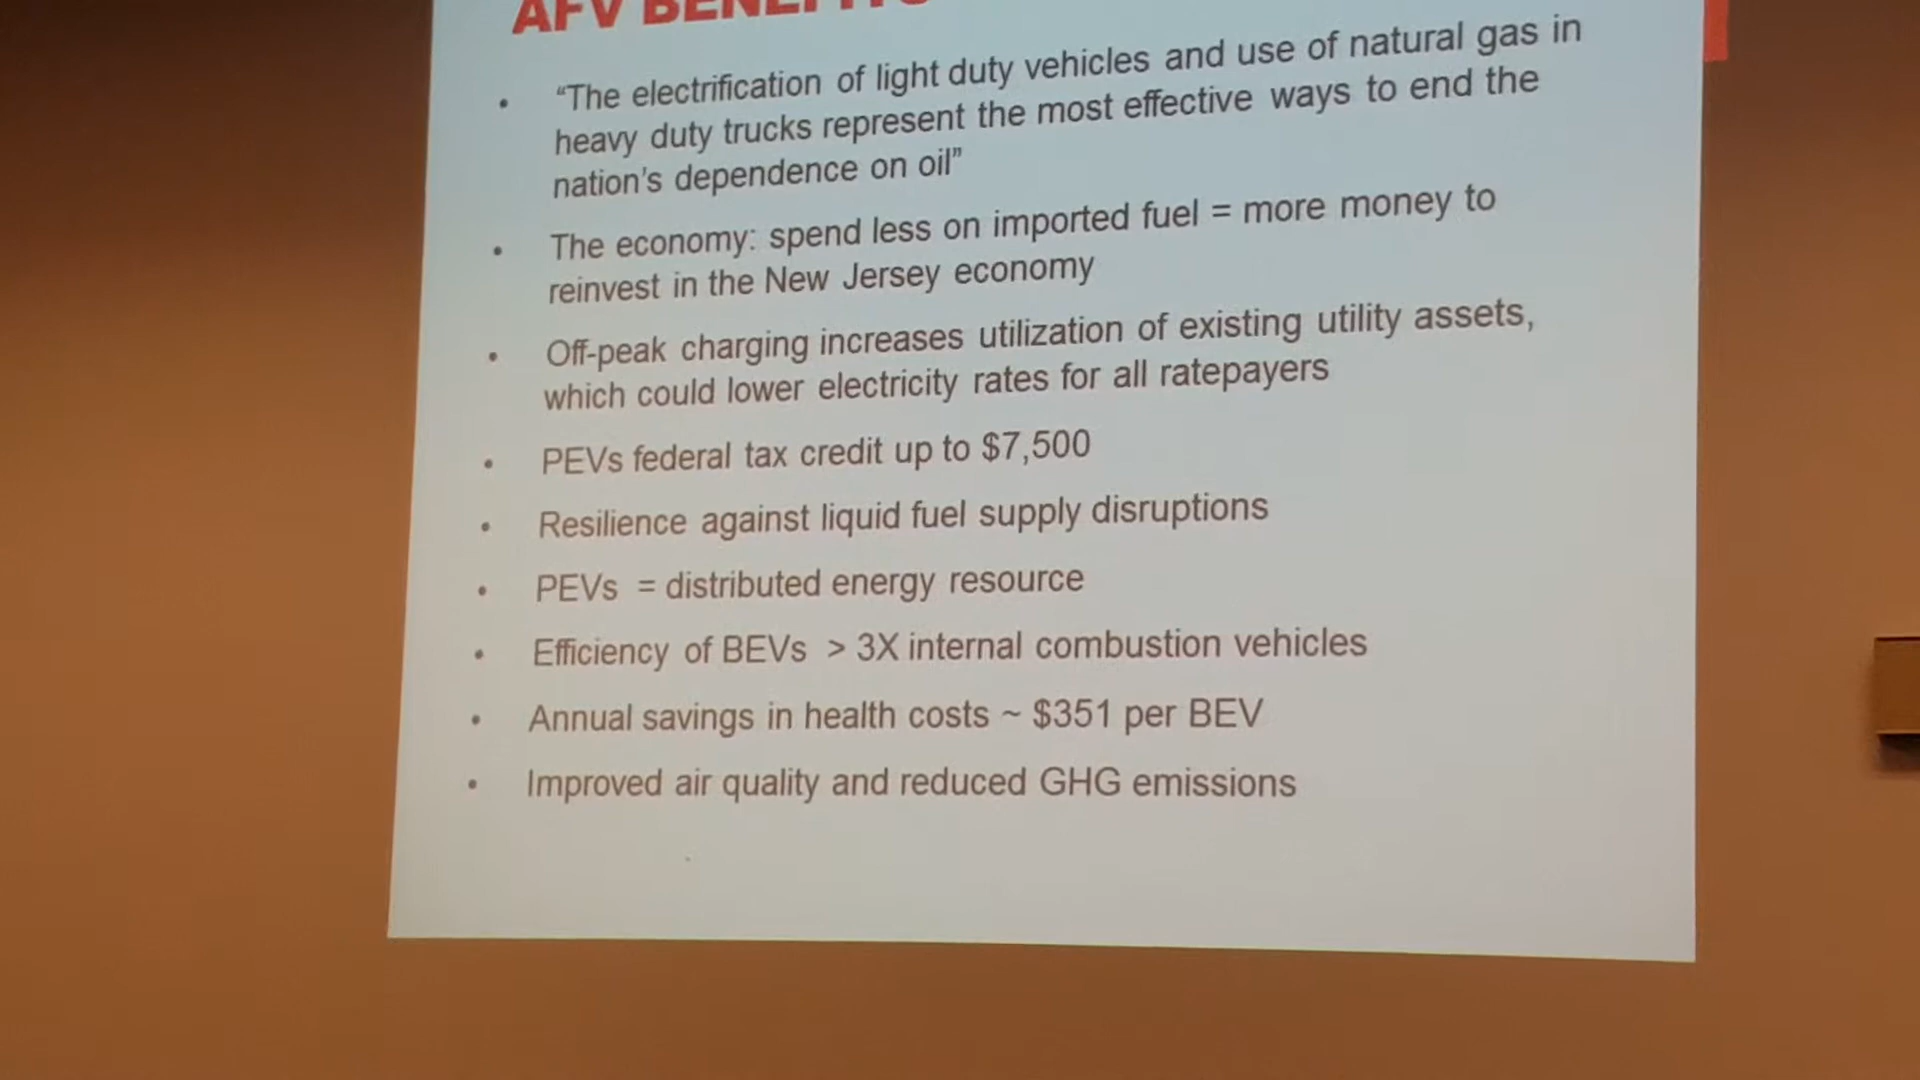 AFV BENEFITS
• “The electrification of light duty vehicles and use of natural gas in
heavy duty trucks represent the most effective ways to end the
nation’s dependence on oil”
• The economy: spend less on imported fuel = more money to
reinvest in the New Jersey economy
• Off-peak charging increases utilization of existing utility assets,
which could lower electricity rates for all ratepayers
• PEVs federal tax credit up to $7,500
• Resilience against liquid fuel supply disruptions
• PEVs = distributed energy resource
• Efficiency of BEVs > 3X internal combustion vehicles
• Annual savings in health costs ~ $351 per BEV
• Improved air quality and reduced GHG emissions